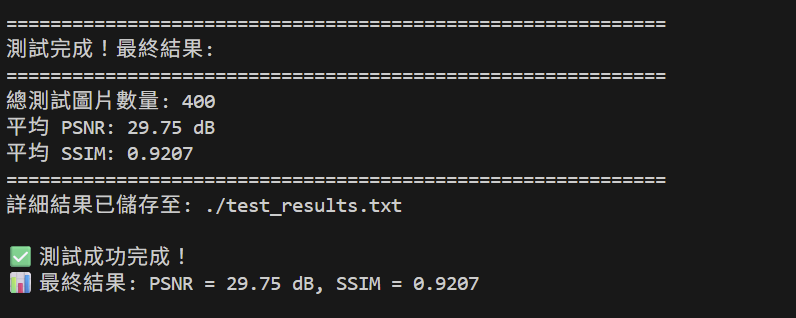 ============================================================
測試完成！最終結果:
============================================================
總測試圖片數量: 400
平均 PSNR: 29.75 dB
平均 SSIM: 0.9207
============================================================
詳細結果已儲存至: ./test_results.txt
✅ 測試成功完成！
📊 最終結果: PSNR = 29.75 dB, SSIM = 0.9207